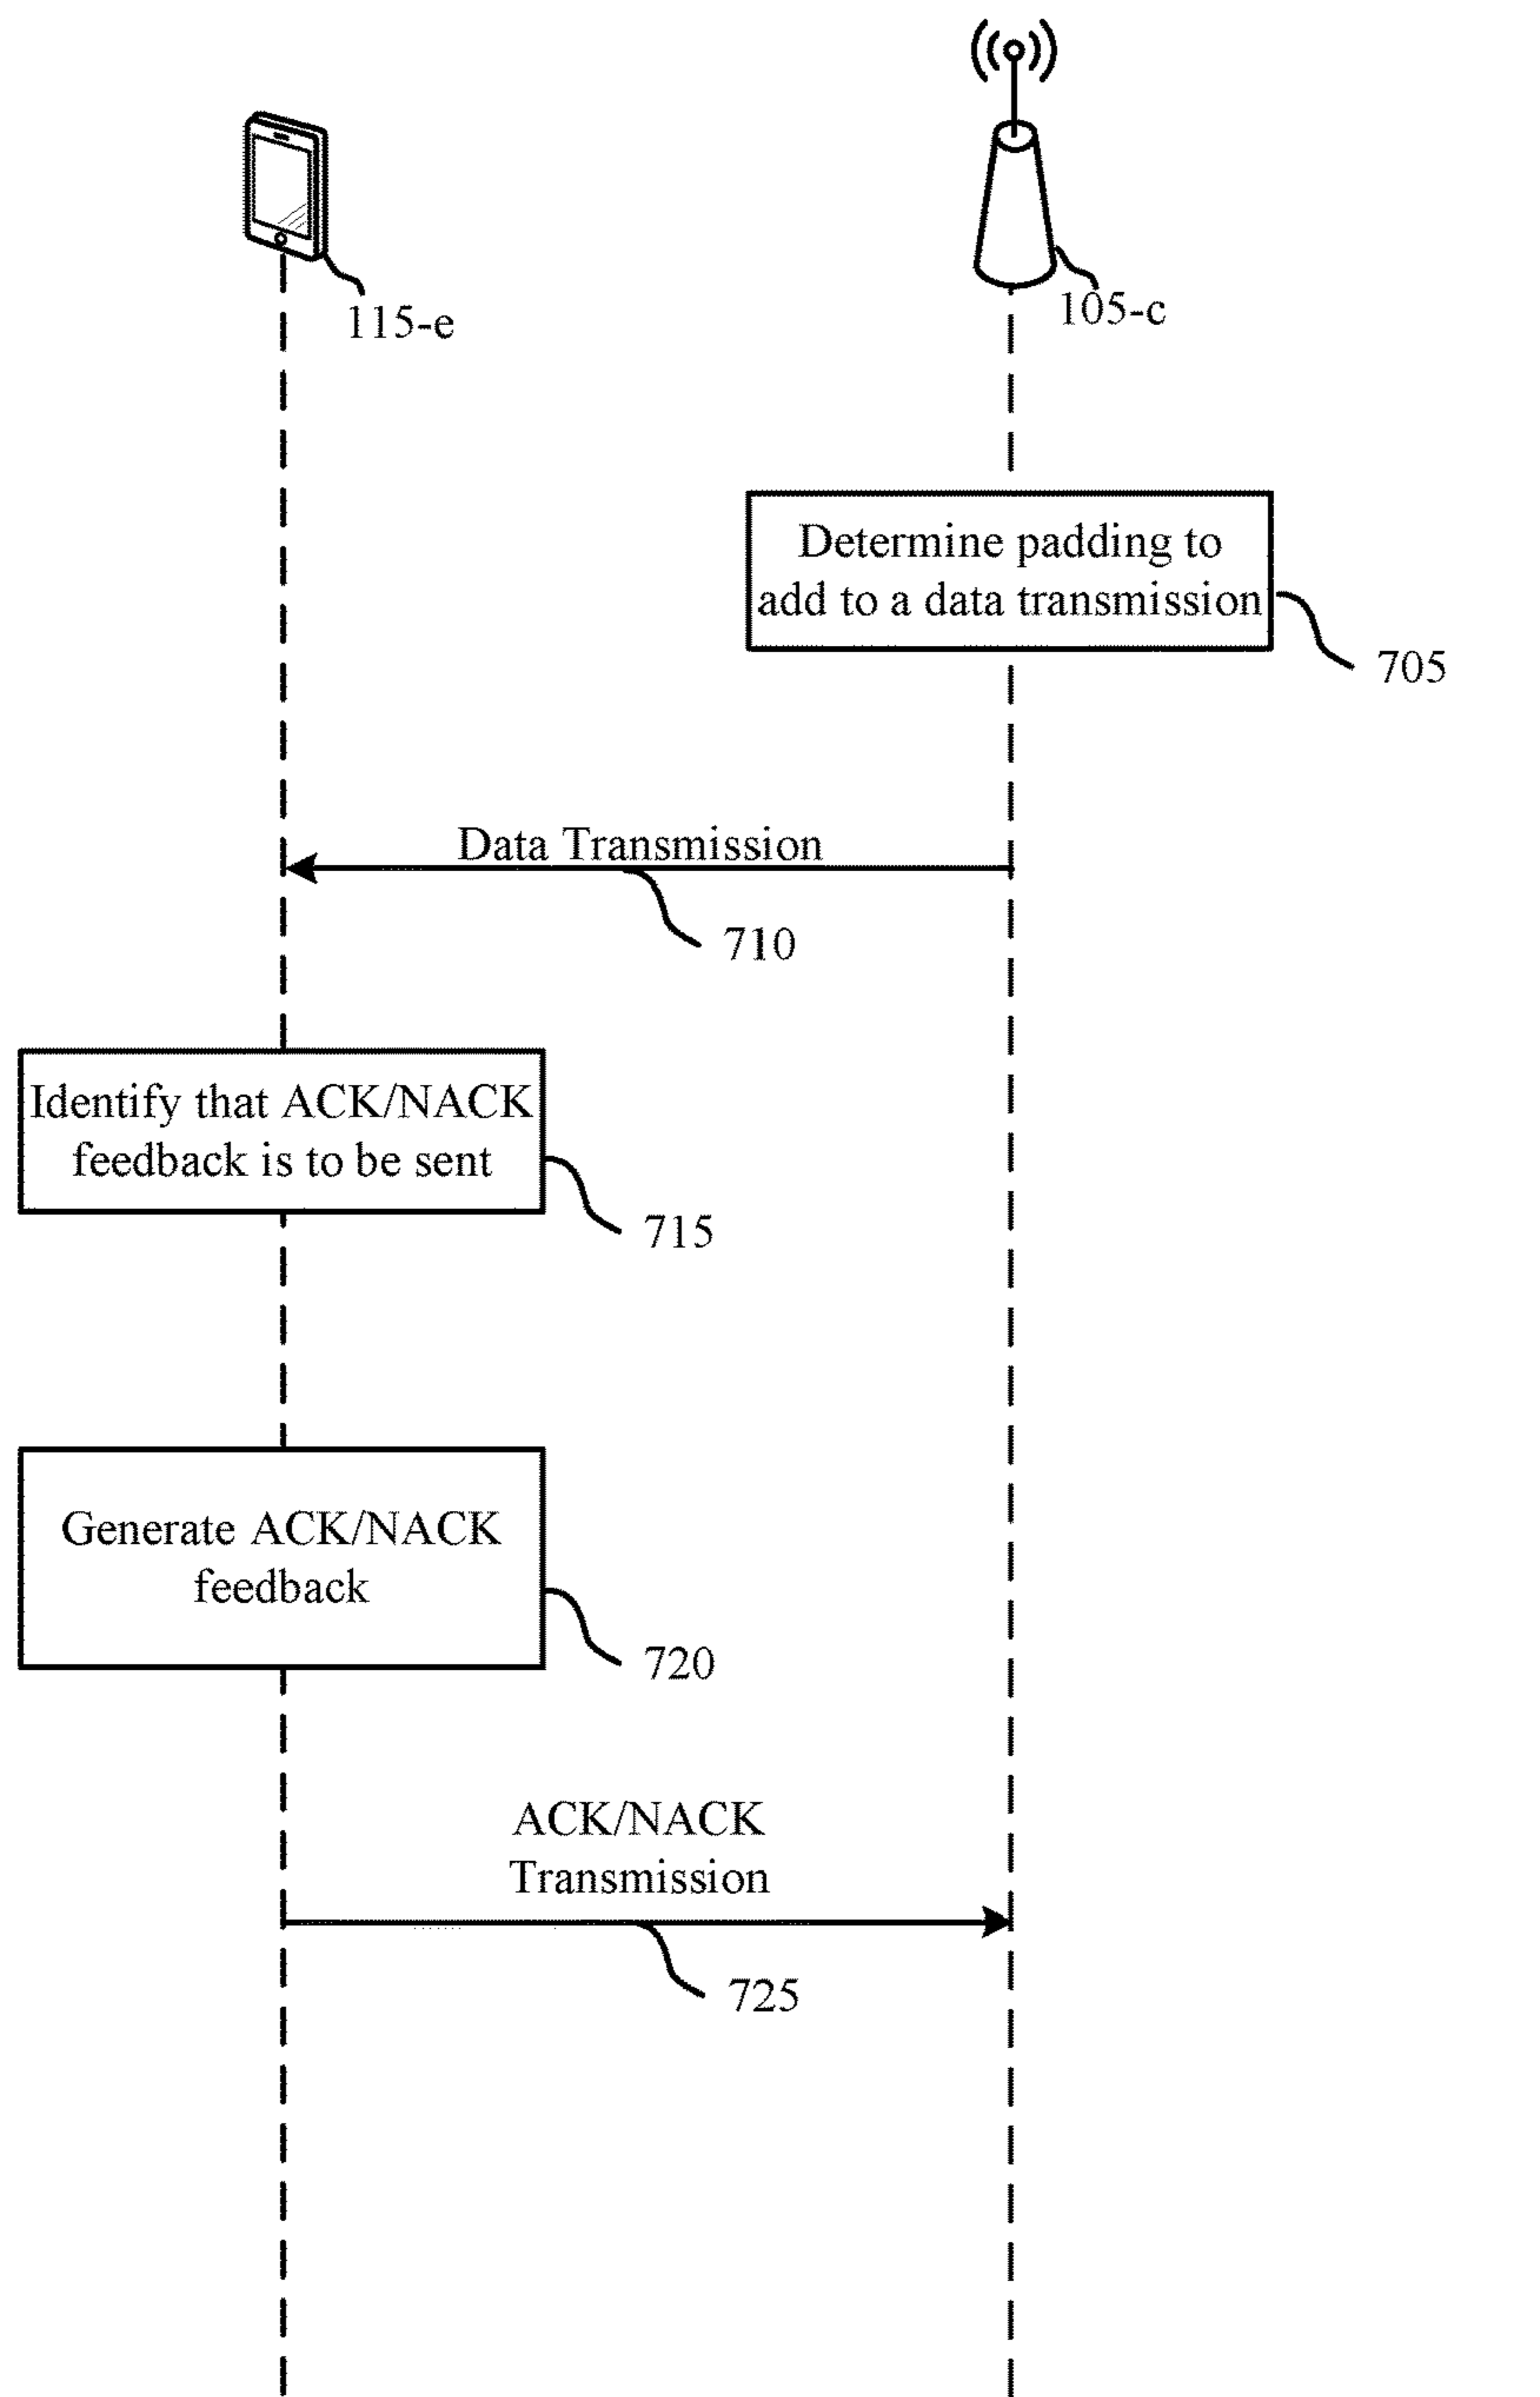 115-e
105-c
Determine padding to
add to a data transmission
705
Data Transmission
710
Identify that ACK/NACK
feedback is to be sent
715
Generate ACK/NACK
feedback
720
ACK/NACK
Transmission
725